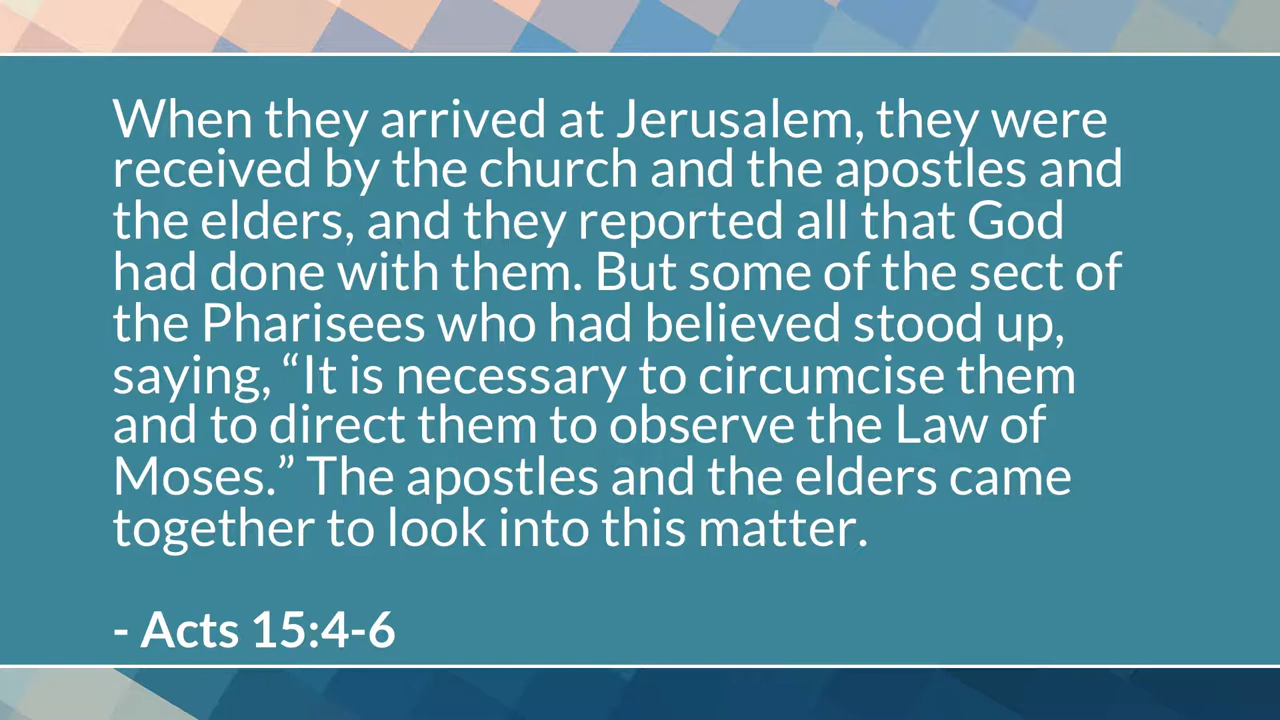 When they arrived at Jerusalem, they were
received by the church and the apostles and
the elders, and they reported all that God
had done with them. But some of the sect of
the Pharisees who had believed stood up,
saying, “It is necessary to circumcise them
and to direct them to observe the Law of
Moses.” The apostles and the elders came
together to look into this matter.
- Acts 15:4-6